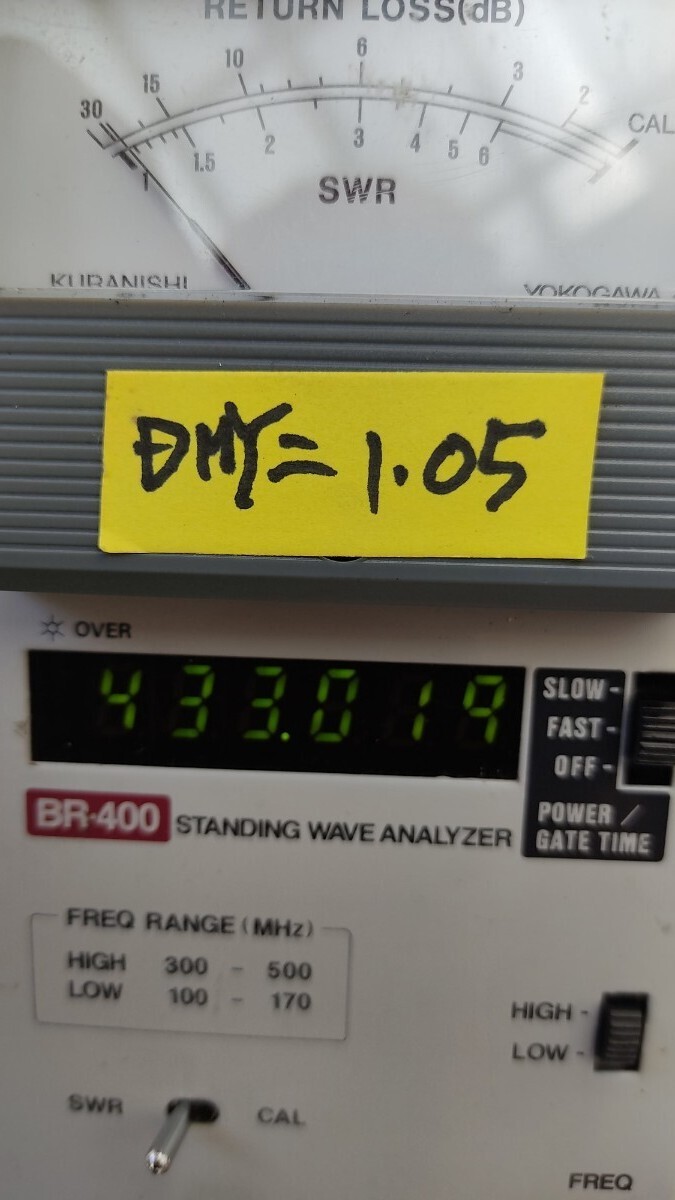 RETURN LOSS(dB)
30 15 10 6 3 2 CAL
1 1.5 2 3 4 5 6
SWR
KURANISHI YOKOGAWA
DMY=1.05
OVER
433.019
SLOW-
FAST-
OFF-
POWER/
GATE TIME
BR-400 STANDING WAVE ANALYZER
FREQ RANGE (MHz)
HIGH 300 - 500
LOW 100 - 170
HIGH -
LOW -
SWR CAL
FREQ